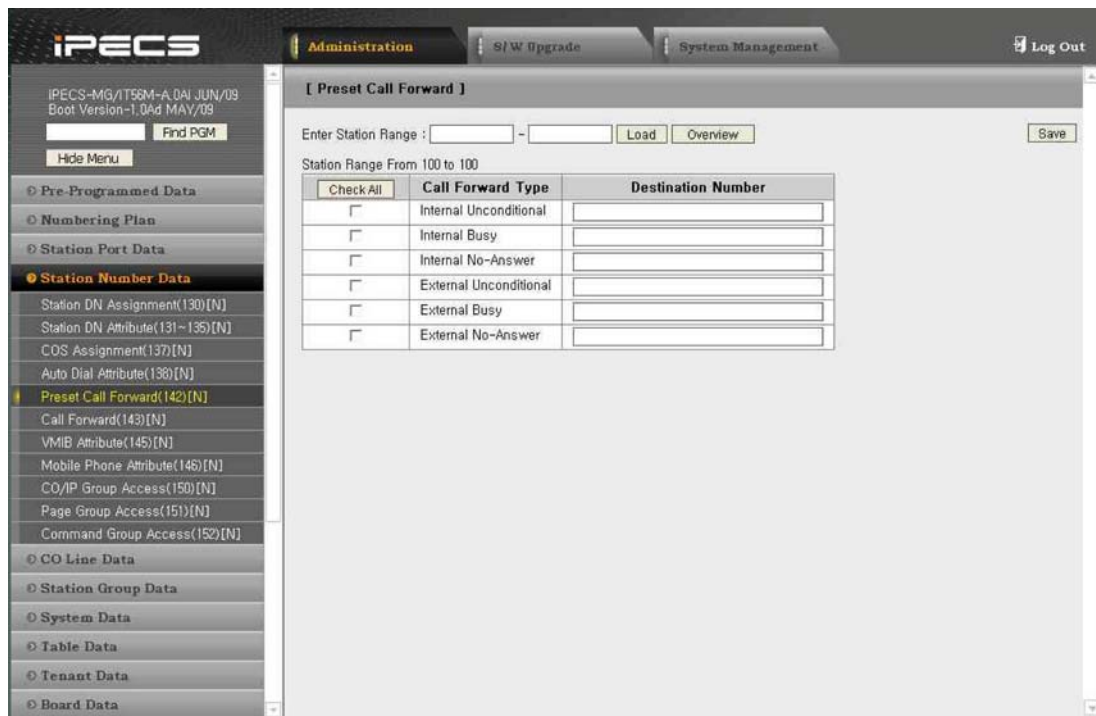 iPECS
Administration
S/W Upgrade
System Management
Log Out
iPECS-MG/IT56M-A.0Ai JUN/09
Boot Version-1.0Ad MAY/09
Find PGM
Hide Menu
Pre-Programmed Data
Numbering Plan
Station Port Data
Station Number Data
Station DN Assignment(130)[N]
Station DN Attribute(131~135)[N]
COS Assignment(137)[N]
Auto Dial Attribute(138)[N]
Preset Call Forward(142)[N]
Call Forward(143)[N]
VMIB Attribute(145)[N]
Mobile Phone Attribute(146)[N]
CO/IP Group Access(150)[N]
Page Group Access(151)[N]
Command Group Access(152)[N]
CO Line Data
Station Group Data
System Data
Table Data
Tenant Data
Board Data
[ Preset Call Forward ]
Enter Station Range : - Load Overview Save
Station Range From 100 to 100
Check All Call Forward Type Destination Number
Internal Unconditional
Internal Busy
Internal No-Answer
External Unconditional
External Busy
External No-Answer